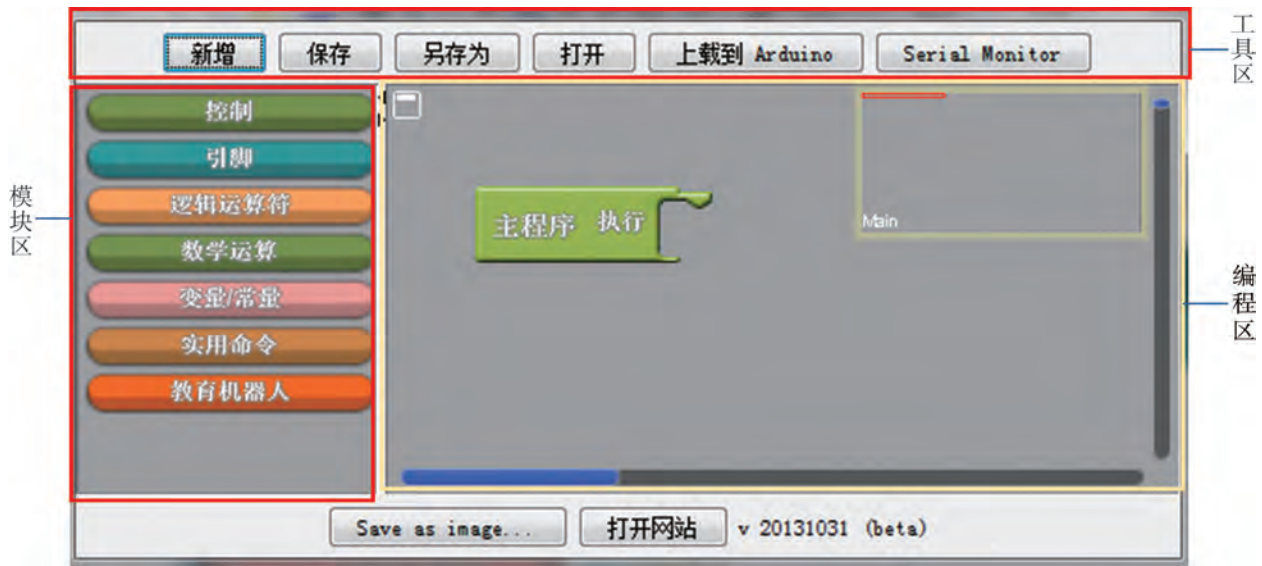 新增 保存 另存为 打开 上载到 Arduino Serial Monitor
工具区
模块区
控制
引脚
逻辑运算符
数学运算
变量/常量
实用命令
教育机器人
主程序 执行
Main
编程区
Save as image... 打开网站 v 20131031 (beta)